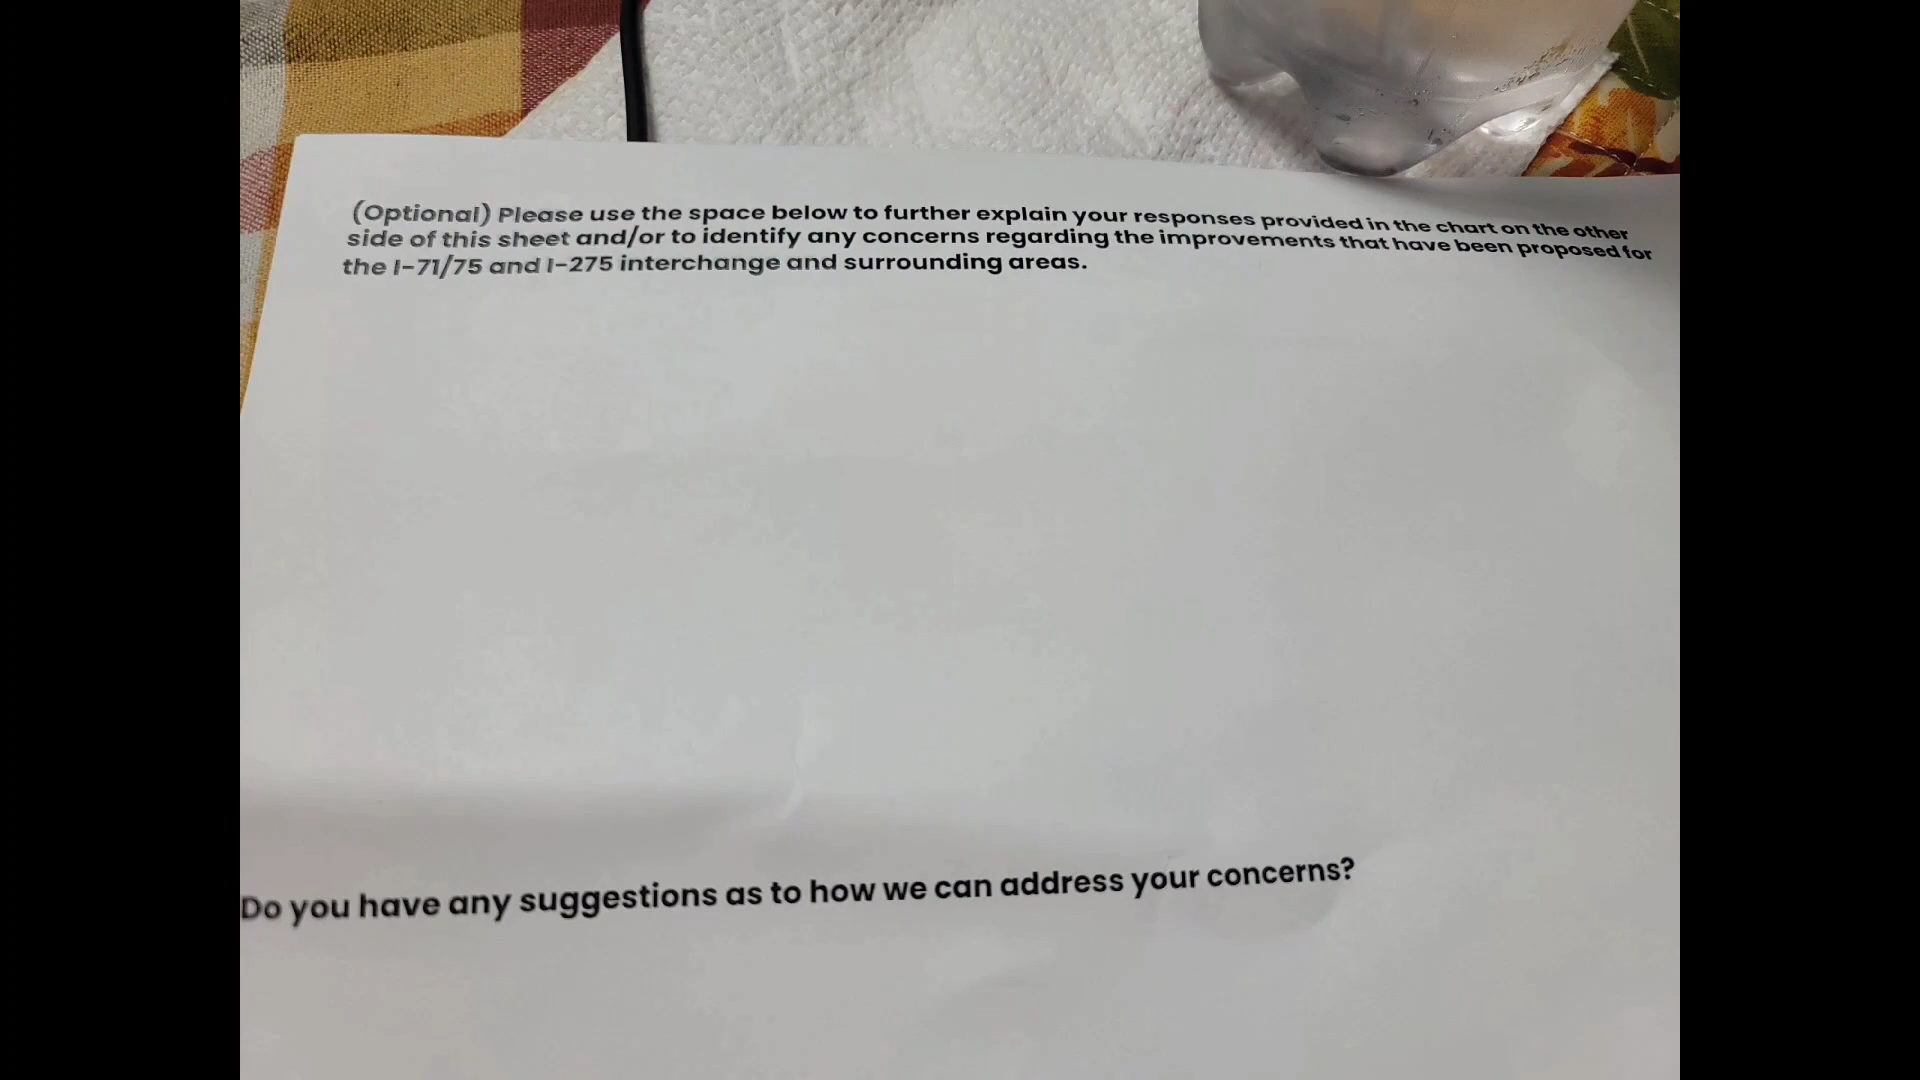 (Optional) Please use the space below to further explain your responses provided in the chart on the other
side of this sheet and/or to identify any concerns regarding the improvements that have been proposed for
the I-71/75 and I-275 interchange and surrounding areas.
Do you have any suggestions as to how we can address your concerns?